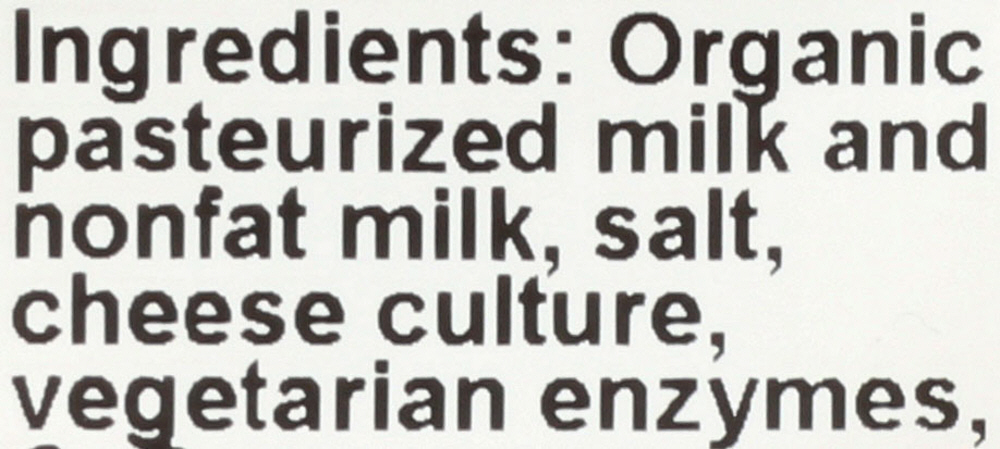 Ingredients: Organic
pasteurized milk and
nonfat milk, salt,
cheese culture,
vegetarian enzymes,